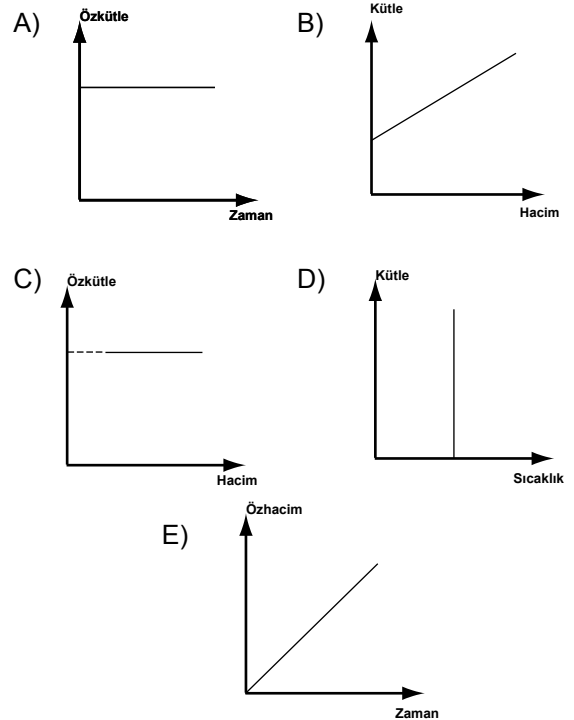 A)
Özkütle
Zaman
B)
Kütle
Hacim
C)
Özkütle
Hacim
D)
Kütle
Sıcaklık
E)
Özhacim
Zaman